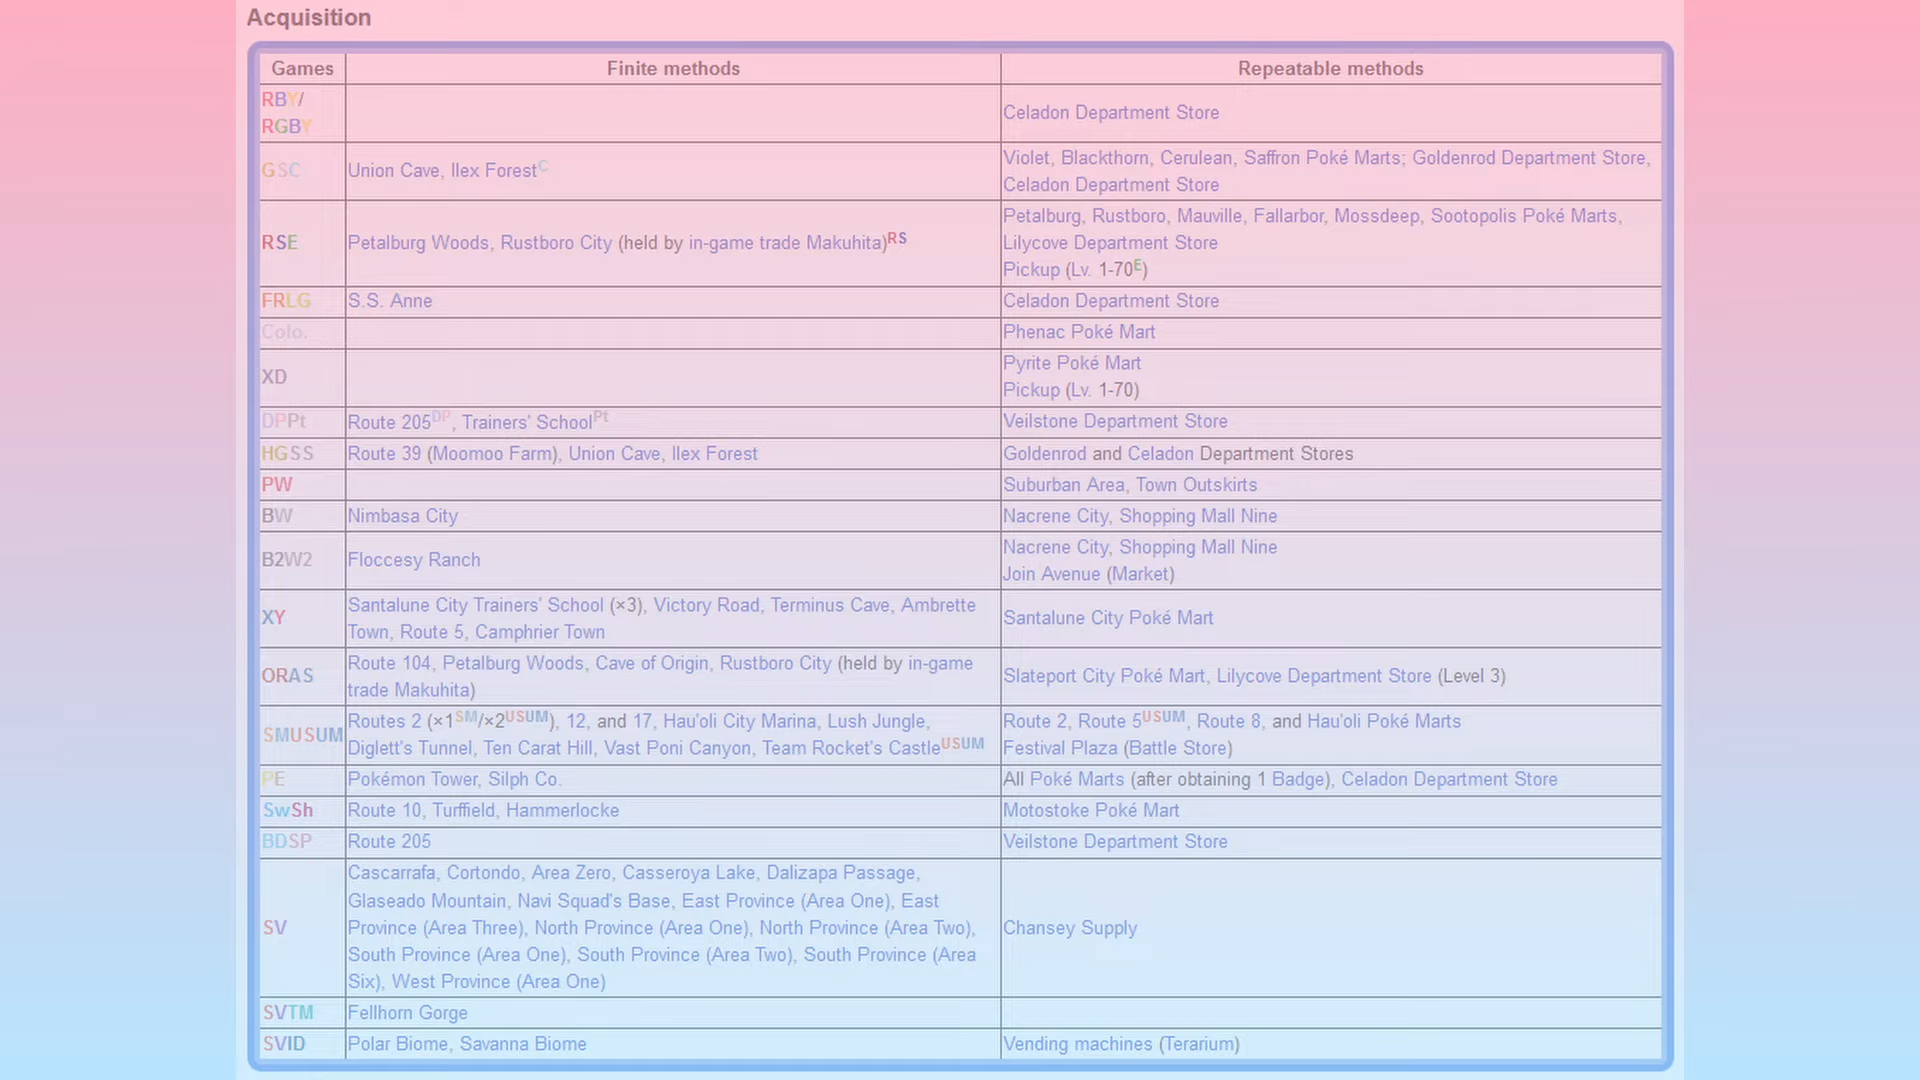 Acquisition
Games Finite methods Repeatable methods
RBY/
RGBY
Celadon Department Store
GSC
Union Cave, Ilex Forest C
Violet, Blackthorn, Cerulean, Saffron Poké Marts; Goldenrod Department Store,
Celadon Department Store
RSE
Petalburg Woods, Rustboro City (held by in-game trade Makuhita) RS
Petalburg, Rustboro, Mauville, Fallarbor, Mossdeep, Sootopolis Poké Marts,
Lilycove Department Store
Pickup (Lv. 1-70 E)
FRLG S.S. Anne Celadon Department Store
Colo. Phenac Poké Mart
XD
Pyrite Poké Mart
Pickup (Lv. 1-70)
DPPt Route 205 DP, Trainers' School Pt Veilstone Department Store
HGSS Route 39 (Moomoo Farm), Union Cave, Ilex Forest Goldenrod and Celadon Department Stores
PW Suburban Area, Town Outskirts
BW Nimbasa City Nacrene City, Shopping Mall Nine
B2W2 Floccesy Ranch
Nacrene City, Shopping Mall Nine
Join Avenue (Market)
XY
Santalune City Trainers' School (×3), Victory Road, Terminus Cave, Ambrette
Town, Route 5, Camphrier Town
Santalune City Poké Mart
ORAS
Route 104, Petalburg Woods, Cave of Origin, Rustboro City (held by in-game
trade Makuhita)
Slateport City Poké Mart, Lilycove Department Store (Level 3)
SMUSUM
Routes 2 (×1 SM/×2 USUM), 12, and 17, Hau'oli City Marina, Lush Jungle,
Diglett's Tunnel, Ten Carat Hill, Vast Poni Canyon, Team Rocket's Castle USUM
Route 2, Route 5 USUM, Route 8, and Hau'oli Poké Marts
Festival Plaza (Battle Store)
PE Pokémon Tower, Silph Co. All Poké Marts (after obtaining 1 Badge), Celadon Department Store
SwSh Route 10, Turffield, Hammerlocke Motostoke Poké Mart
BDSP Route 205 Veilstone Department Store
SV
Cascarrafa, Cortondo, Area Zero, Casseroya Lake, Dalizapa Passage,
Glaseado Mountain, Navi Squad's Base, East Province (Area One), East
Province (Area Three), North Province (Area One), North Province (Area Two),
South Province (Area One), South Province (Area Two), South Province (Area
Six), West Province (Area One)
Chansey Supply
SVTM Fellhorn Gorge
SVID Polar Biome, Savanna Biome Vending machines (Terarium)